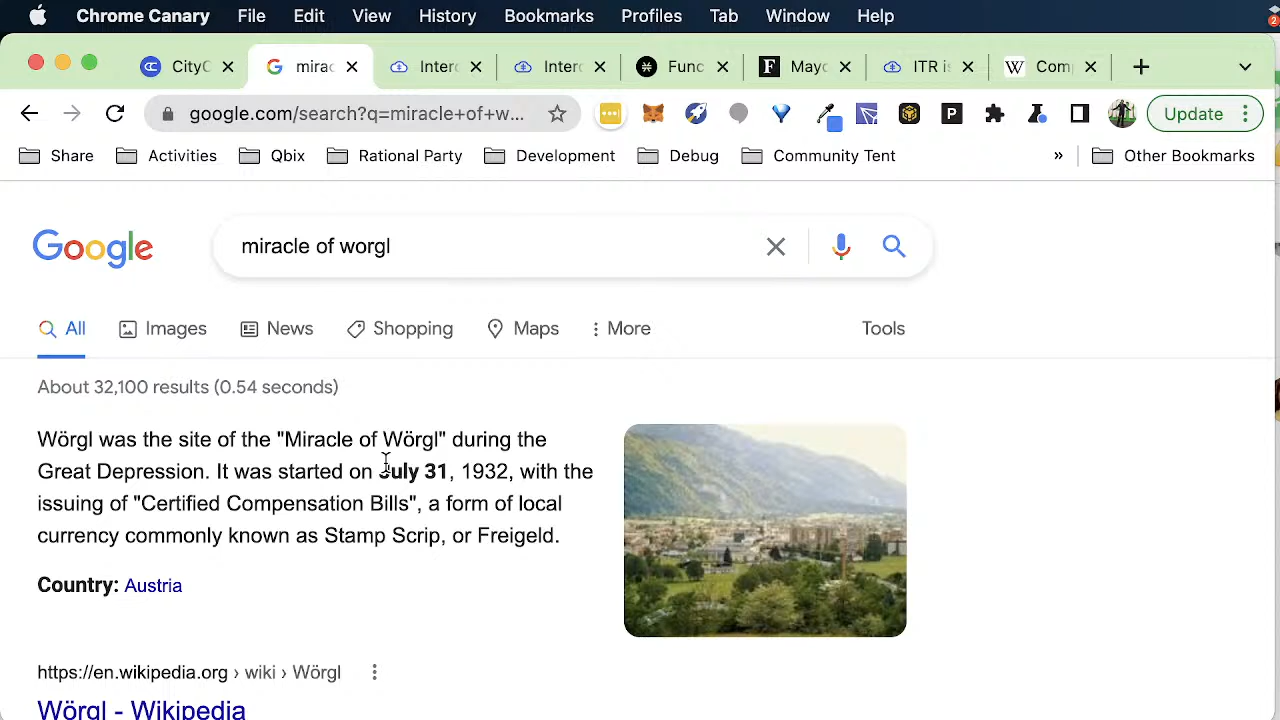 Chrome Canary File Edit View History Bookmarks Profiles Tab Window Help
2
CityC mirac Interc Interc Func Mayc ITR is Comp
google.com/search?q=miracle+of+w... P Update
Share Activities Qbix Rational Party Development Debug Community Tent » Other Bookmarks
Google miracle of worgl
All Images News Shopping Maps More Tools
About 32,100 results (0.54 seconds)
Wörgl was the site of the "Miracle of Wörgl" during the
Great Depression. It was started on July 31, 1932, with the
issuing of "Certified Compensation Bills", a form of local
currency commonly known as Stamp Scrip, or Freigeld.
Country: Austria
https://en.wikipedia.org › wiki › Wörgl
Wörgl - Wikipedia